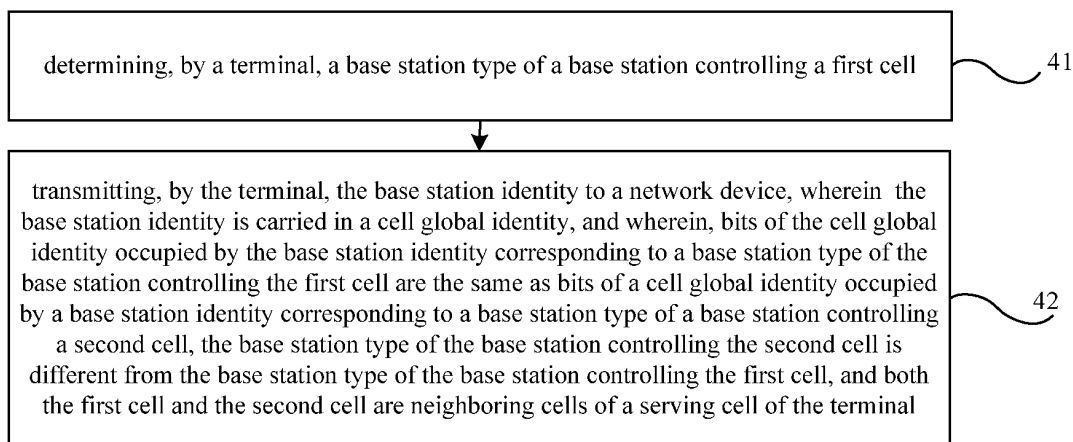 determining, by a terminal, a base station type of a base station controlling a first cell
41
transmitting, by the terminal, the base station identity to a network device, wherein the
base station identity is carried in a cell global identity, and wherein, bits of the cell global
identity occupied by the base station identity corresponding to a base station type of the
base station controlling the first cell are the same as bits of a cell global identity occupied
by a base station identity corresponding to a base station type of a base station controlling
a second cell, the base station type of the base station controlling the second cell is
different from the base station type of the base station controlling the first cell, and both
the first cell and the second cell are neighboring cells of a serving cell of the terminal
42